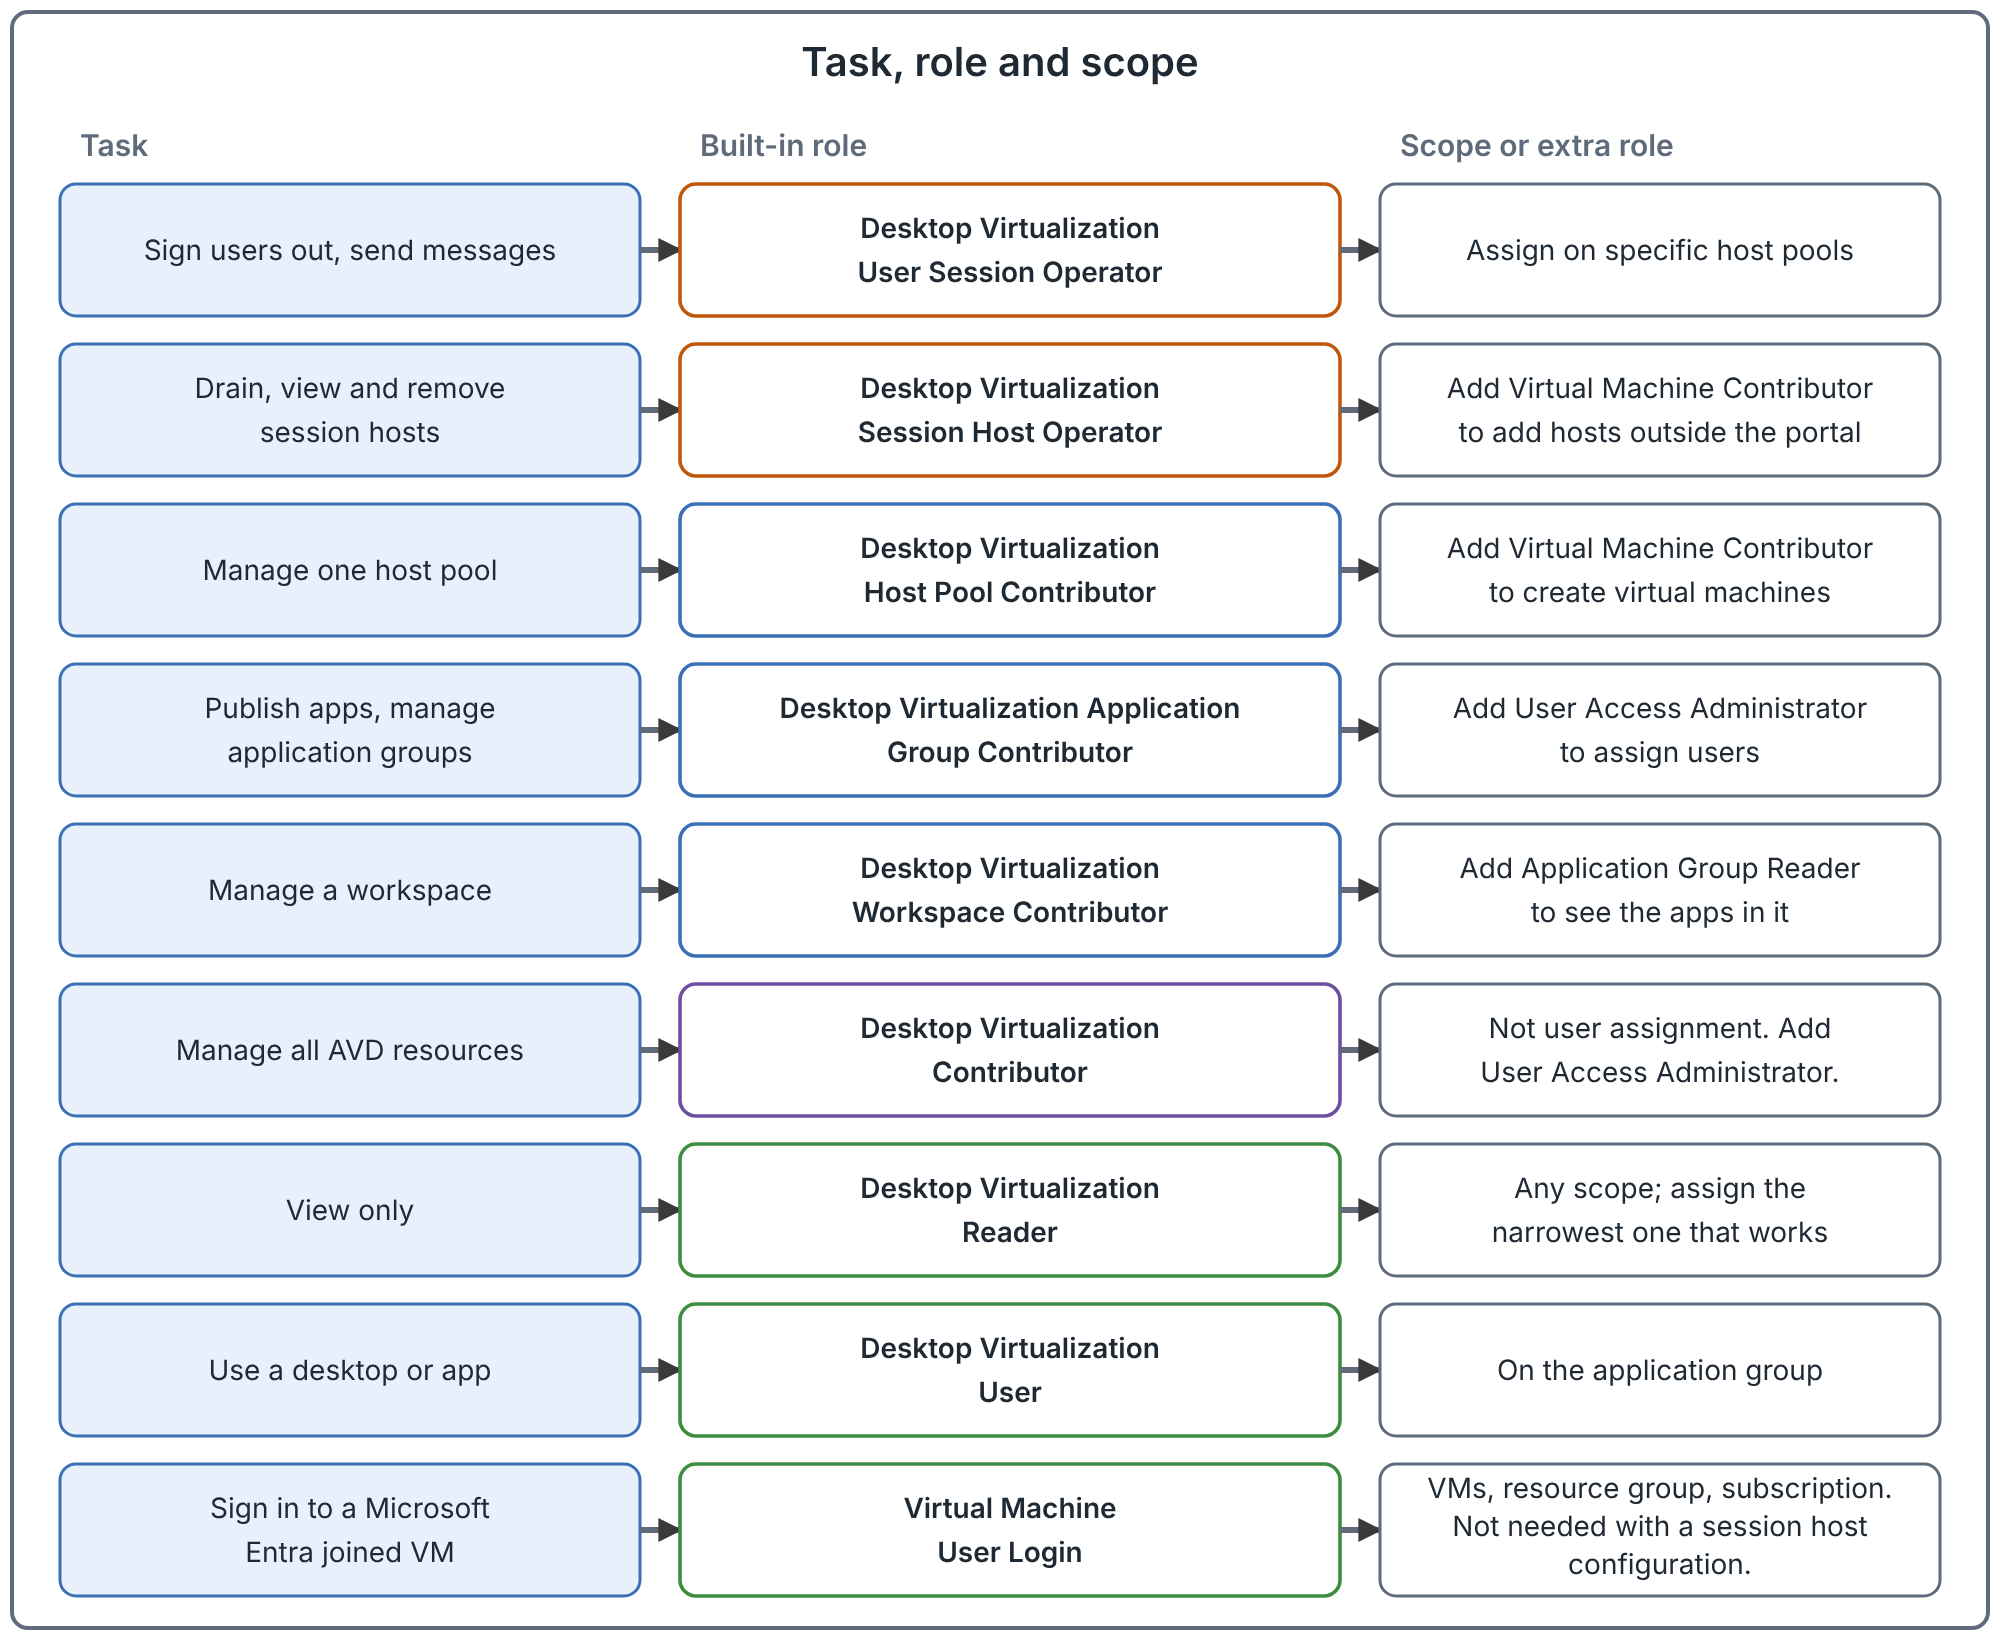 Task, role and scope
Task
Built-in role
Scope or extra role
Sign users out, send messages
Desktop Virtualization
User Session Operator
Assign on specific host pools
Drain, view and remove
session hosts
Desktop Virtualization
Session Host Operator
Add Virtual Machine Contributor
to add hosts outside the portal
Manage one host pool
Desktop Virtualization
Host Pool Contributor
Add Virtual Machine Contributor
to create virtual machines
Publish apps, manage
application groups
Desktop Virtualization Application
Group Contributor
Add User Access Administrator
to assign users
Manage a workspace
Desktop Virtualization
Workspace Contributor
Add Application Group Reader
to see the apps in it
Manage all AVD resources
Desktop Virtualization
Contributor
Not user assignment. Add
User Access Administrator.
View only
Desktop Virtualization
Reader
Any scope; assign the
narrowest one that works
Use a desktop or app
Desktop Virtualization
User
On the application group
Sign in to a Microsoft
Entra joined VM
Virtual Machine
User Login
VMs, resource group, subscription.
Not needed with a session host
configuration.